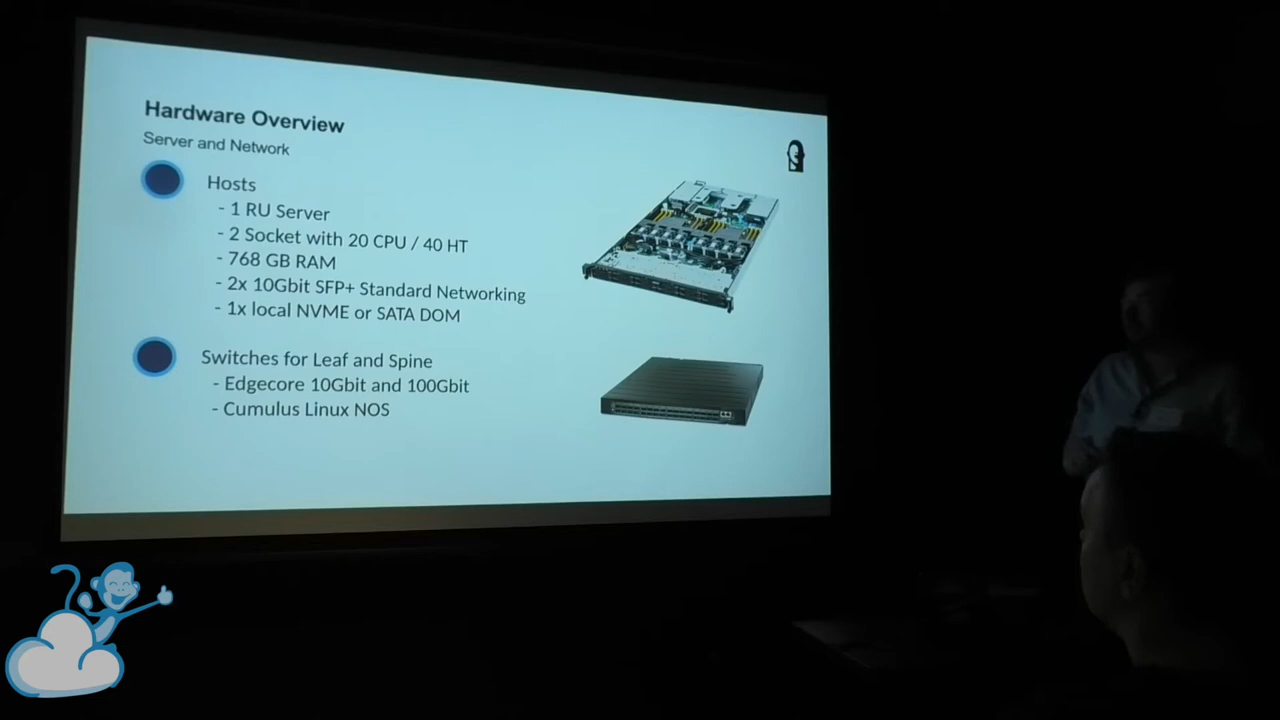 Hardware Overview
Server and Network
Hosts
- 1 RU Server
- 2 Socket with 20 CPU / 40 HT
- 768 GB RAM
- 2x 10Gbit SFP+ Standard Networking
- 1x local NVME or SATA DOM
Switches for Leaf and Spine
- Edgecore 10Gbit and 100Gbit
- Cumulus Linux NOS